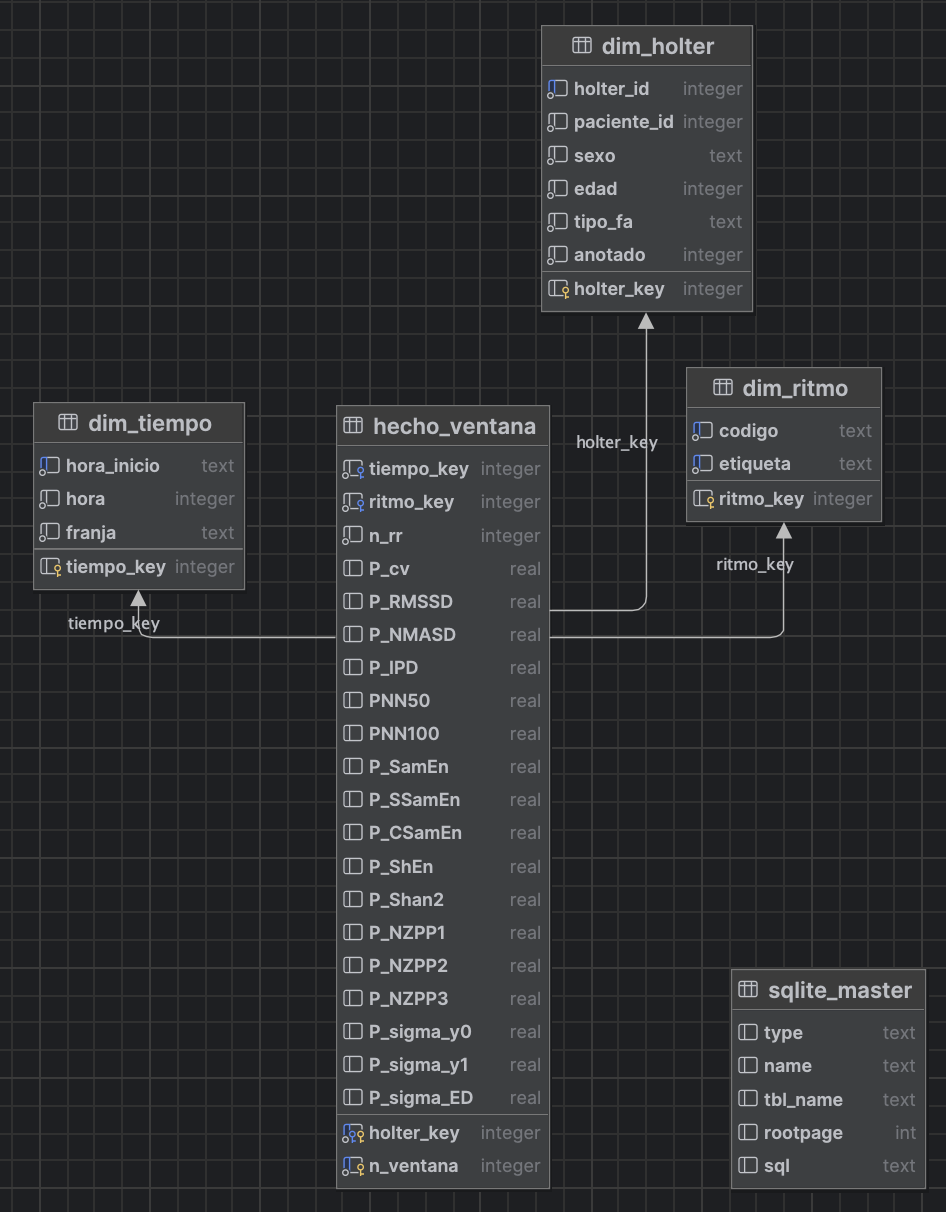 dim_holter
holter_id integer
paciente_id integer
sexo text
edad integer
tipo_fa text
anotado integer
holter_key integer
dim_ritmo
codigo text
etiqueta text
ritmo_key integer
dim_tiempo
hora_inicio text
hora integer
franja text
tiempo_key integer
hecho_ventana
tiempo_key integer
ritmo_key integer
n_rr integer
P_cv real
P_RMSSD real
P_NMASD real
P_IPD real
PNN50 real
PNN100 real
P_SamEn real
P_SSamEn real
P_CSamEn real
P_ShEn real
P_Shan2 real
P_NZPP1 real
P_NZPP2 real
P_NZPP3 real
P_sigma_y0 real
P_sigma_y1 real
P_sigma_ED real
holter_key integer
n_ventana integer
holter_key
ritmo_key
tiempo_key
sqlite_master
type text
name text
tbl_name text
rootpage int
sql text